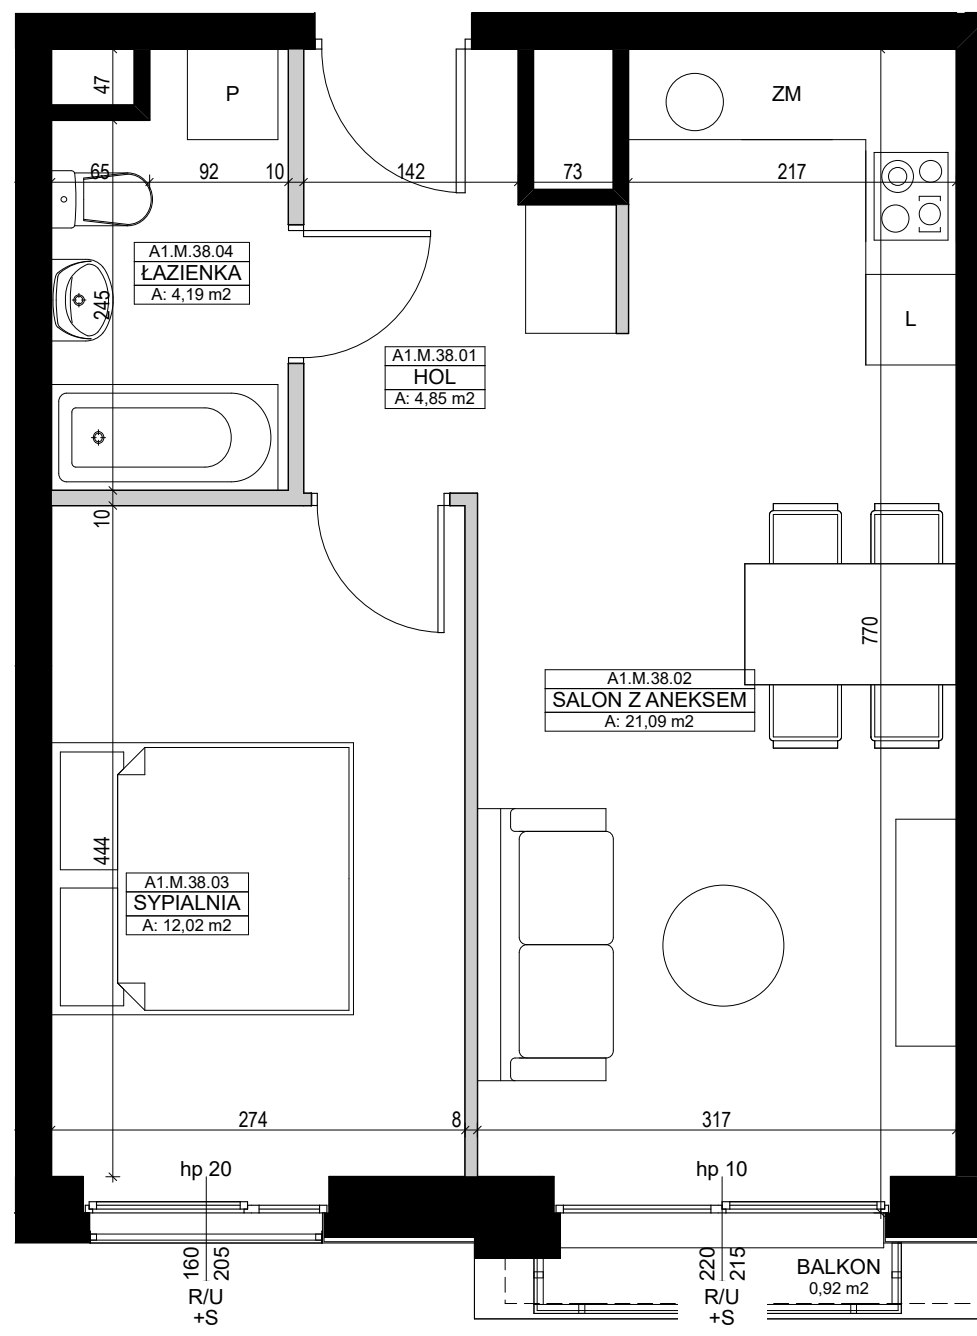 47
P
ZM
65
92
10
142
73
217
A1.M.38.04
ŁAZIENKA
A: 4,19 m2
245
L
A1.M.38.01
HOL
A: 4,85 m2
10
770
A1.M.38.02
SALON Z ANEKSEM
A: 21,09 m2
444
A1.M.38.03
SYPIALNIA
A: 12,02 m2
274
8
317
hp 20
hp 10
160
205
R/U
+S
220
215
R/U
+S
BALKON
0,92 m2